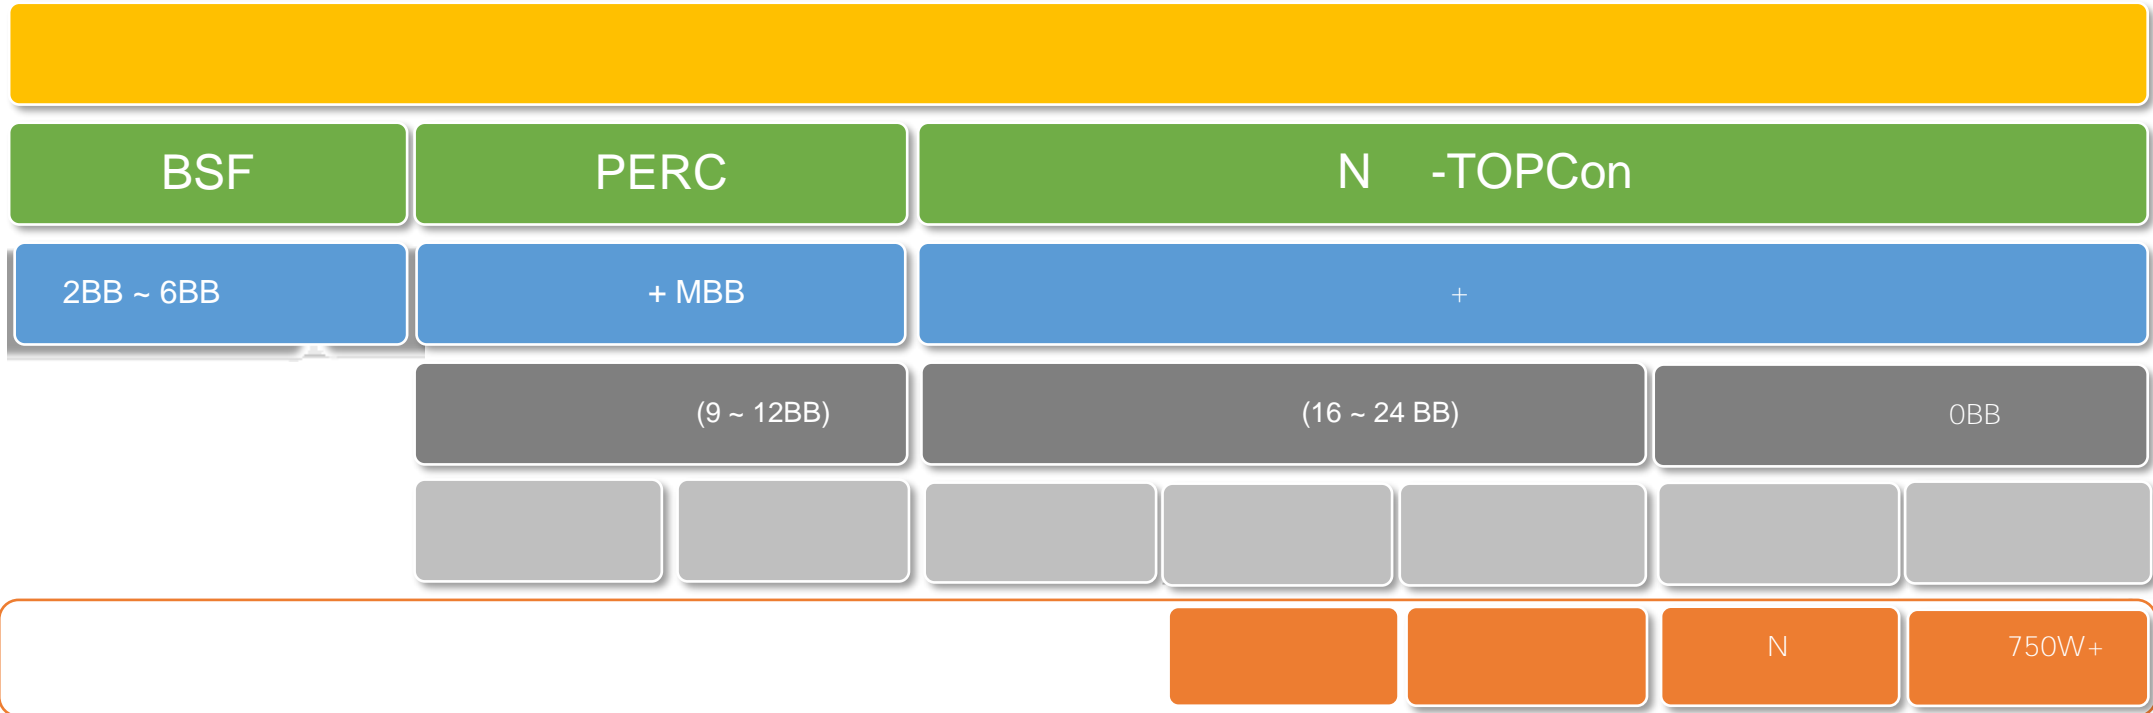 BSF
PERC
N -TOPCon
2BB ~ 6BB
+ MBB
+
(9 ~ 12BB)
(16 ~ 24 BB)
0BB
N
750W+